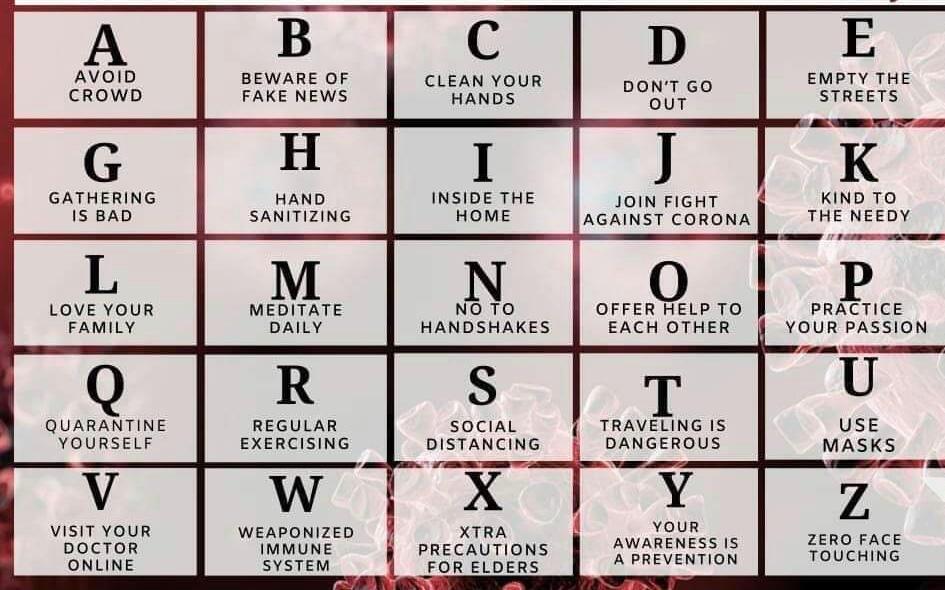 A
AVOID
CROWD
B
BEWARE OF
FAKE NEWS
C
CLEAN YOUR
HANDS
D
DON'T GO
OUT
E
EMPTY THE
STREETS
G
GATHERING
IS BAD
H
HAND
SANITIZING
I
INSIDE THE
HOME
J
JOIN FIGHT
AGAINST CORONA
K
KIND TO
THE NEEDY
L
LOVE YOUR
FAMILY
M
MEDITATE
DAILY
N
NO TO
HANDSHAKES
O
OFFER HELP TO
EACH OTHER
P
PRACTICE
YOUR PASSION
Q
QUARANTINE
YOURSELF
R
REGULAR
EXERCISING
S
SOCIAL
DISTANCING
T
TRAVELING IS
DANGEROUS
U
USE
MASKS
V
VISIT YOUR
DOCTOR
ONLINE
W
WEAPONIZED
IMMUNE
SYSTEM
X
XTRA
PRECAUTIONS
FOR ELDERS
Y
YOUR
AWARENESS IS
A PREVENTION
Z
ZERO FACE
TOUCHING